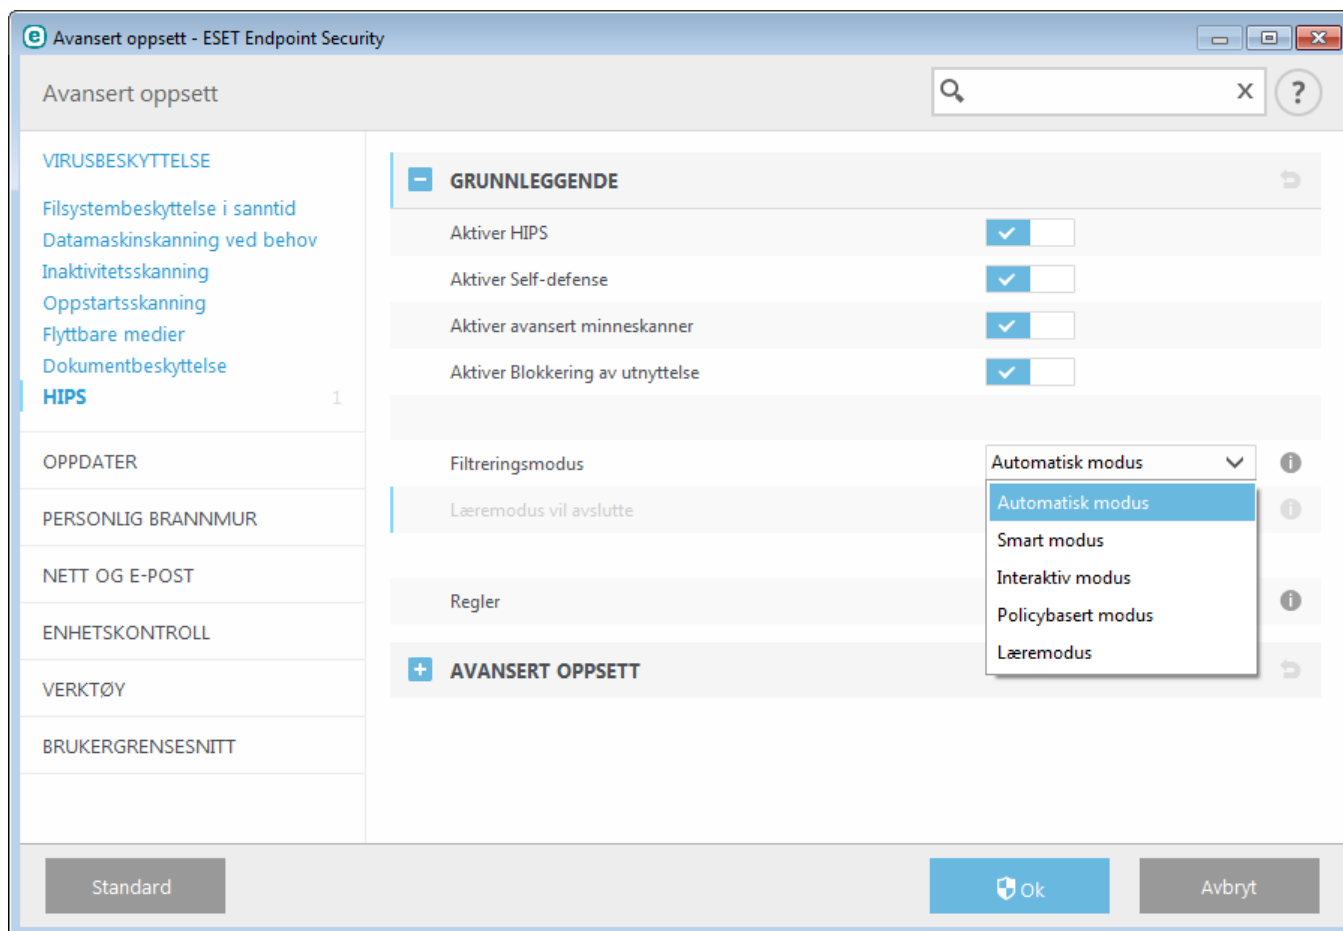 Avansert oppsett - ESET Endpoint Security
Avansert oppsett
VIRUSBESKYTTELSE
Filsystembeskyttelse i sanntid
Datamaskinskanning ved behov
Inaktivitetsskanning
Oppstartsskanning
Flyttbare medier
Dokumentbeskyttelse
HIPS 1
OPPDATER
PERSONLIG BRANNMUR
NETT OG E-POST
ENHETSKONTROLL
VERKTØY
BRUKERGRENSESNITT
GRUNNLEGGENDE
Aktiver HIPS
Aktiver Self-defense
Aktiver avansert minneskanner
Aktiver Blokkering av utnyttelse
Filtreringsmodus Automatisk modus
Automatisk modus
Smart modus
Interaktiv modus
Policybasert modus
Læremodus
Læremodus vil avslutte
Regler
AVANSERT OPPSETT
Standard
Ok
Avbryt